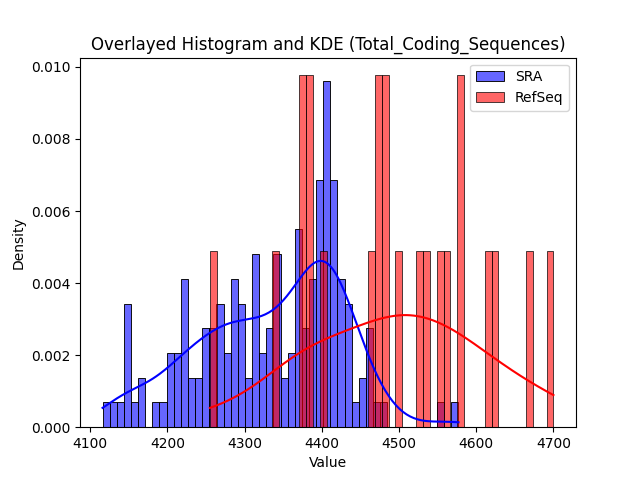 Overlayed Histogram and KDE (Total_Coding_Sequences)
SRA
RefSeq
0.010
0.008
0.006
0.004
0.002
0.000
Density
4100 4200 4300 4400 4500 4600 4700
Value